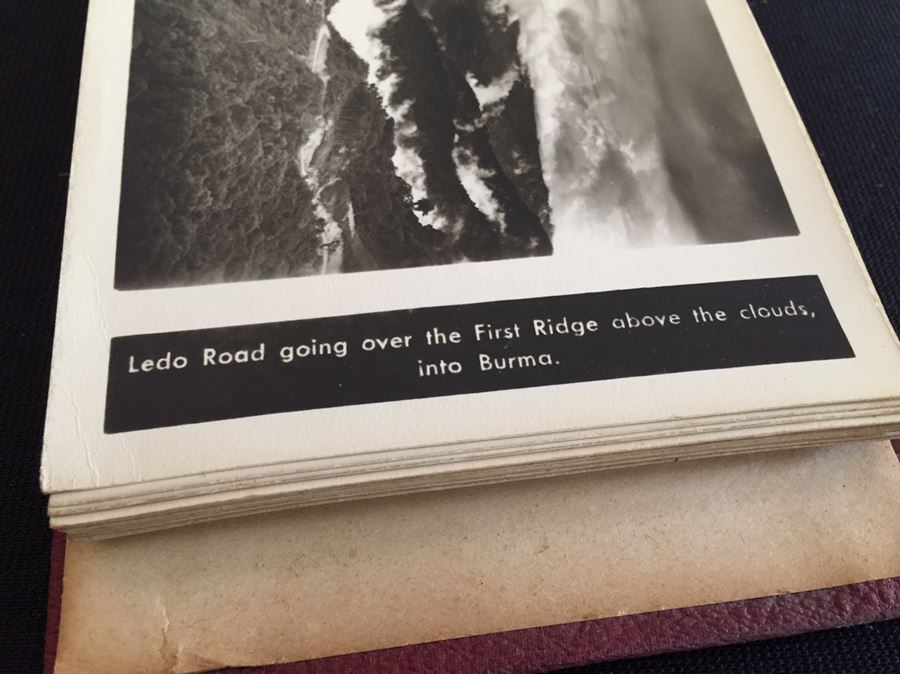 Ledo Road going over the First Ridge above the clouds,
into Burma.